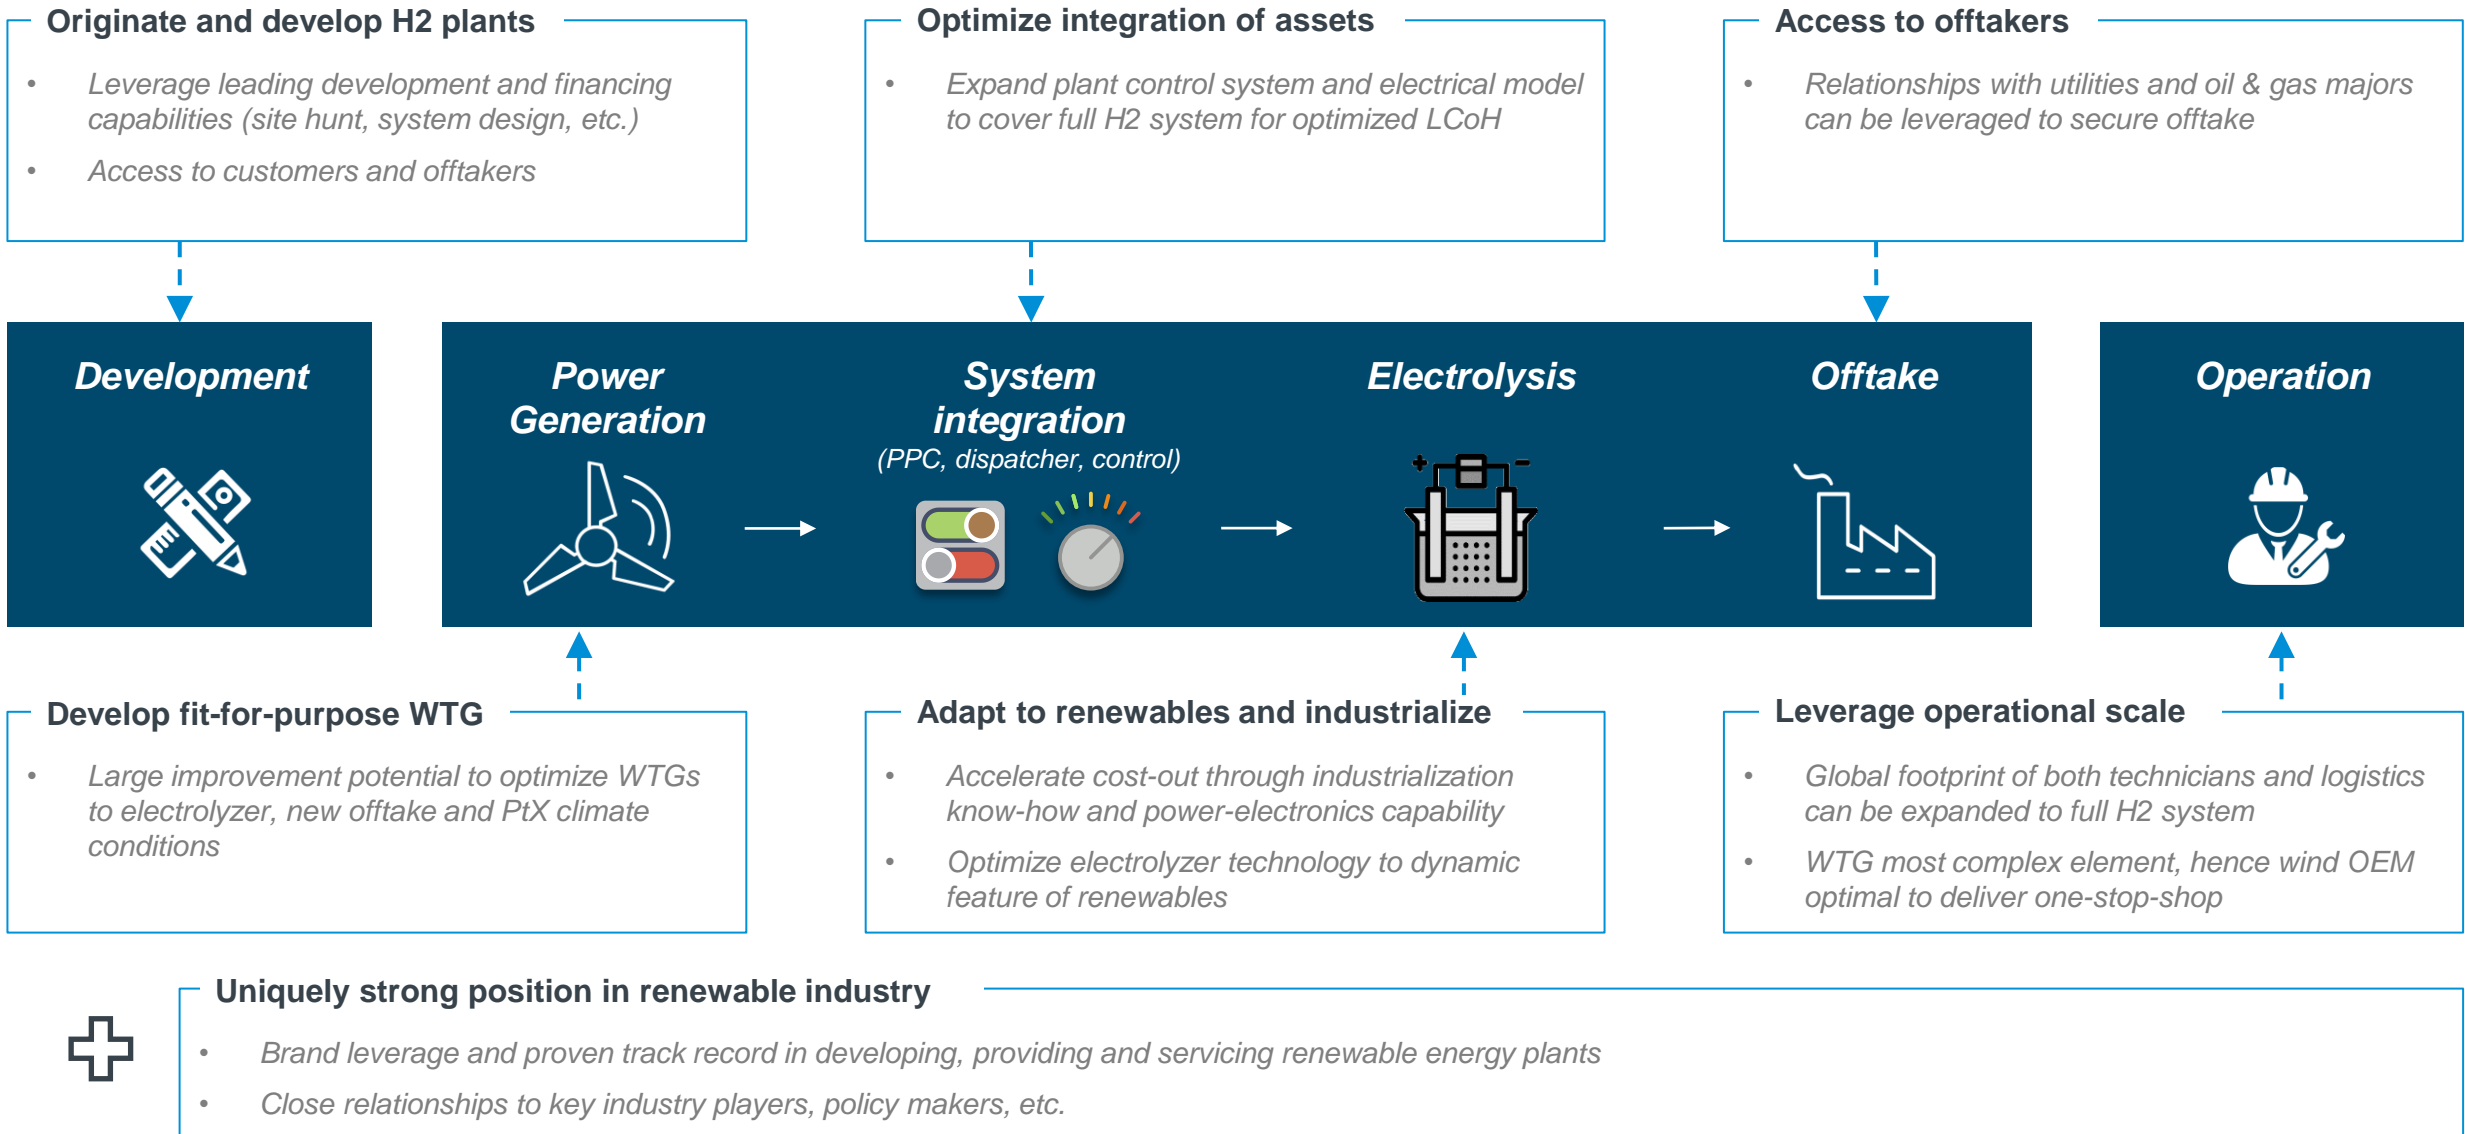 Originate and develop H2 plants
• Leverage leading development and financing
capabilities (site hunt, system design, etc.)
• Access to customers and offtakers
Optimize integration of assets
• Expand plant control system and electrical model
to cover full H2 system for optimized LCoH
Access to offtakers
• Relationships with utilities and oil & gas majors
can be leveraged to secure offtake
Development
Power
Generation
System
integration
(PPC, dispatcher, control)
Electrolysis
Offtake
Operation
Develop fit-for-purpose WTG
• Large improvement potential to optimize WTGs
to electrolyzer, new offtake and PtX climate
conditions
Adapt to renewables and industrialize
• Accelerate cost-out through industrialization
know-how and power-electronics capability
• Optimize electrolyzer technology to dynamic
feature of renewables
Leverage operational scale
• Global footprint of both technicians and logistics
can be expanded to full H2 system
• WTG most complex element, hence wind OEM
optimal to deliver one-stop-shop
Uniquely strong position in renewable industry
• Brand leverage and proven track record in developing, providing and servicing renewable energy plants
• Close relationships to key industry players, policy makers, etc.